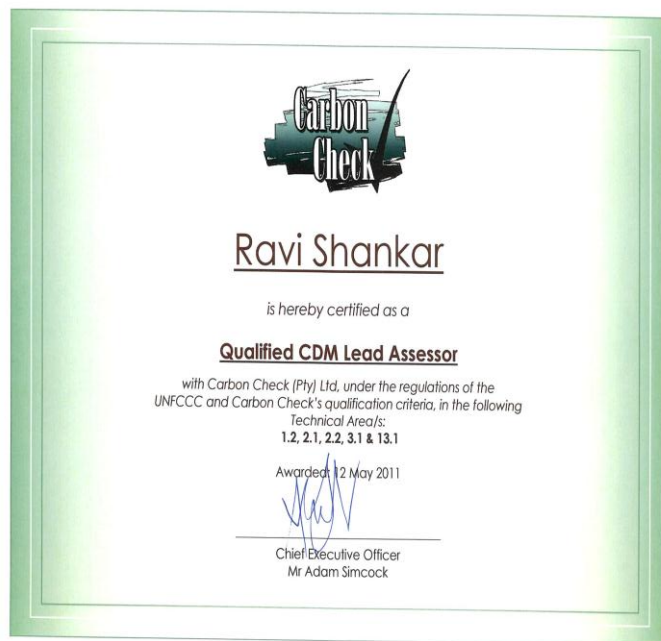 Carbon
Check
Ravi Shankar
is hereby certified as a
Qualified CDM Lead Assessor
with Carbon Check (Pty) Ltd, under the regulations of the
UNFCCC and Carbon Check's qualification criteria, in the following
Technical Area/s:
1.2, 2.1, 2.2, 3.1 & 13.1
Awarded: 12 May 2011
Chief Executive Officer
Mr Adam Simcock